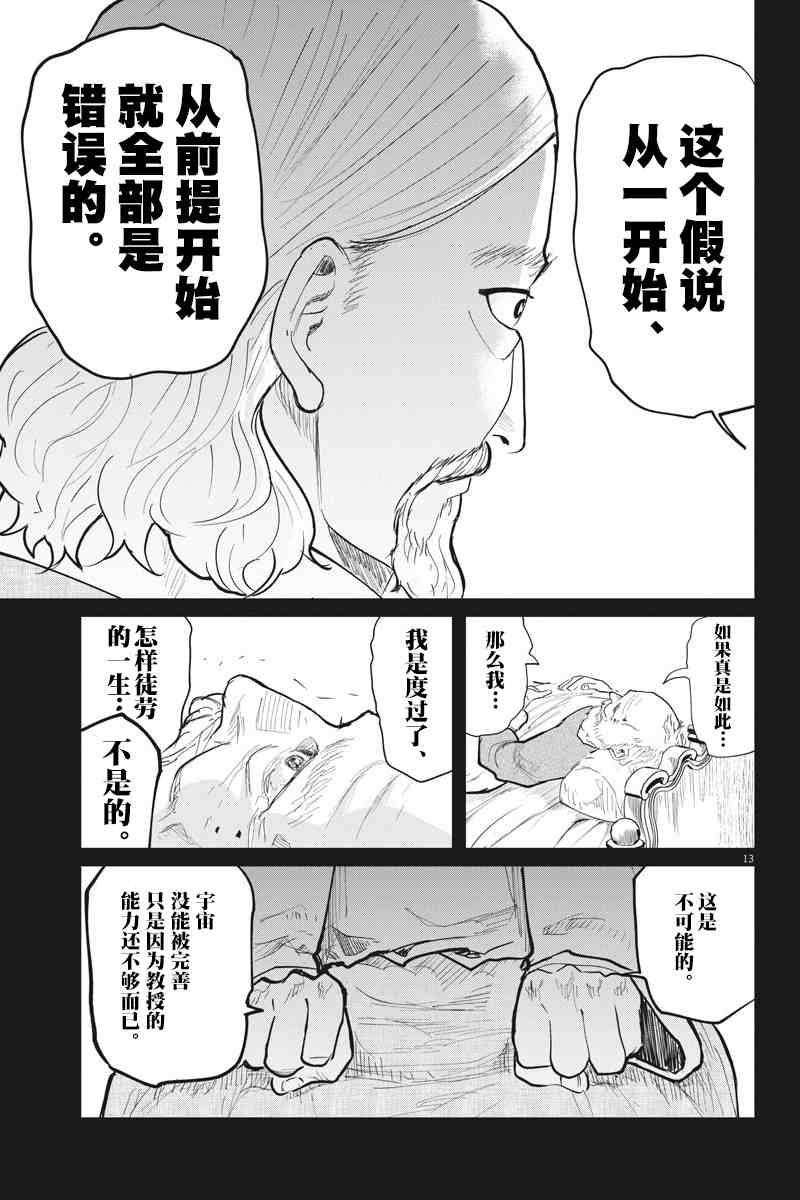 这个假说
从一开始、
从前提开始
就全部是
错误的。
如果真是如此…
那么我…
我是度过了、
怎样徒劳
的一生…
不是的。
13
这是
不可能的。
宇宙
没能被完善
只是因为教授的
能力还不够而已。